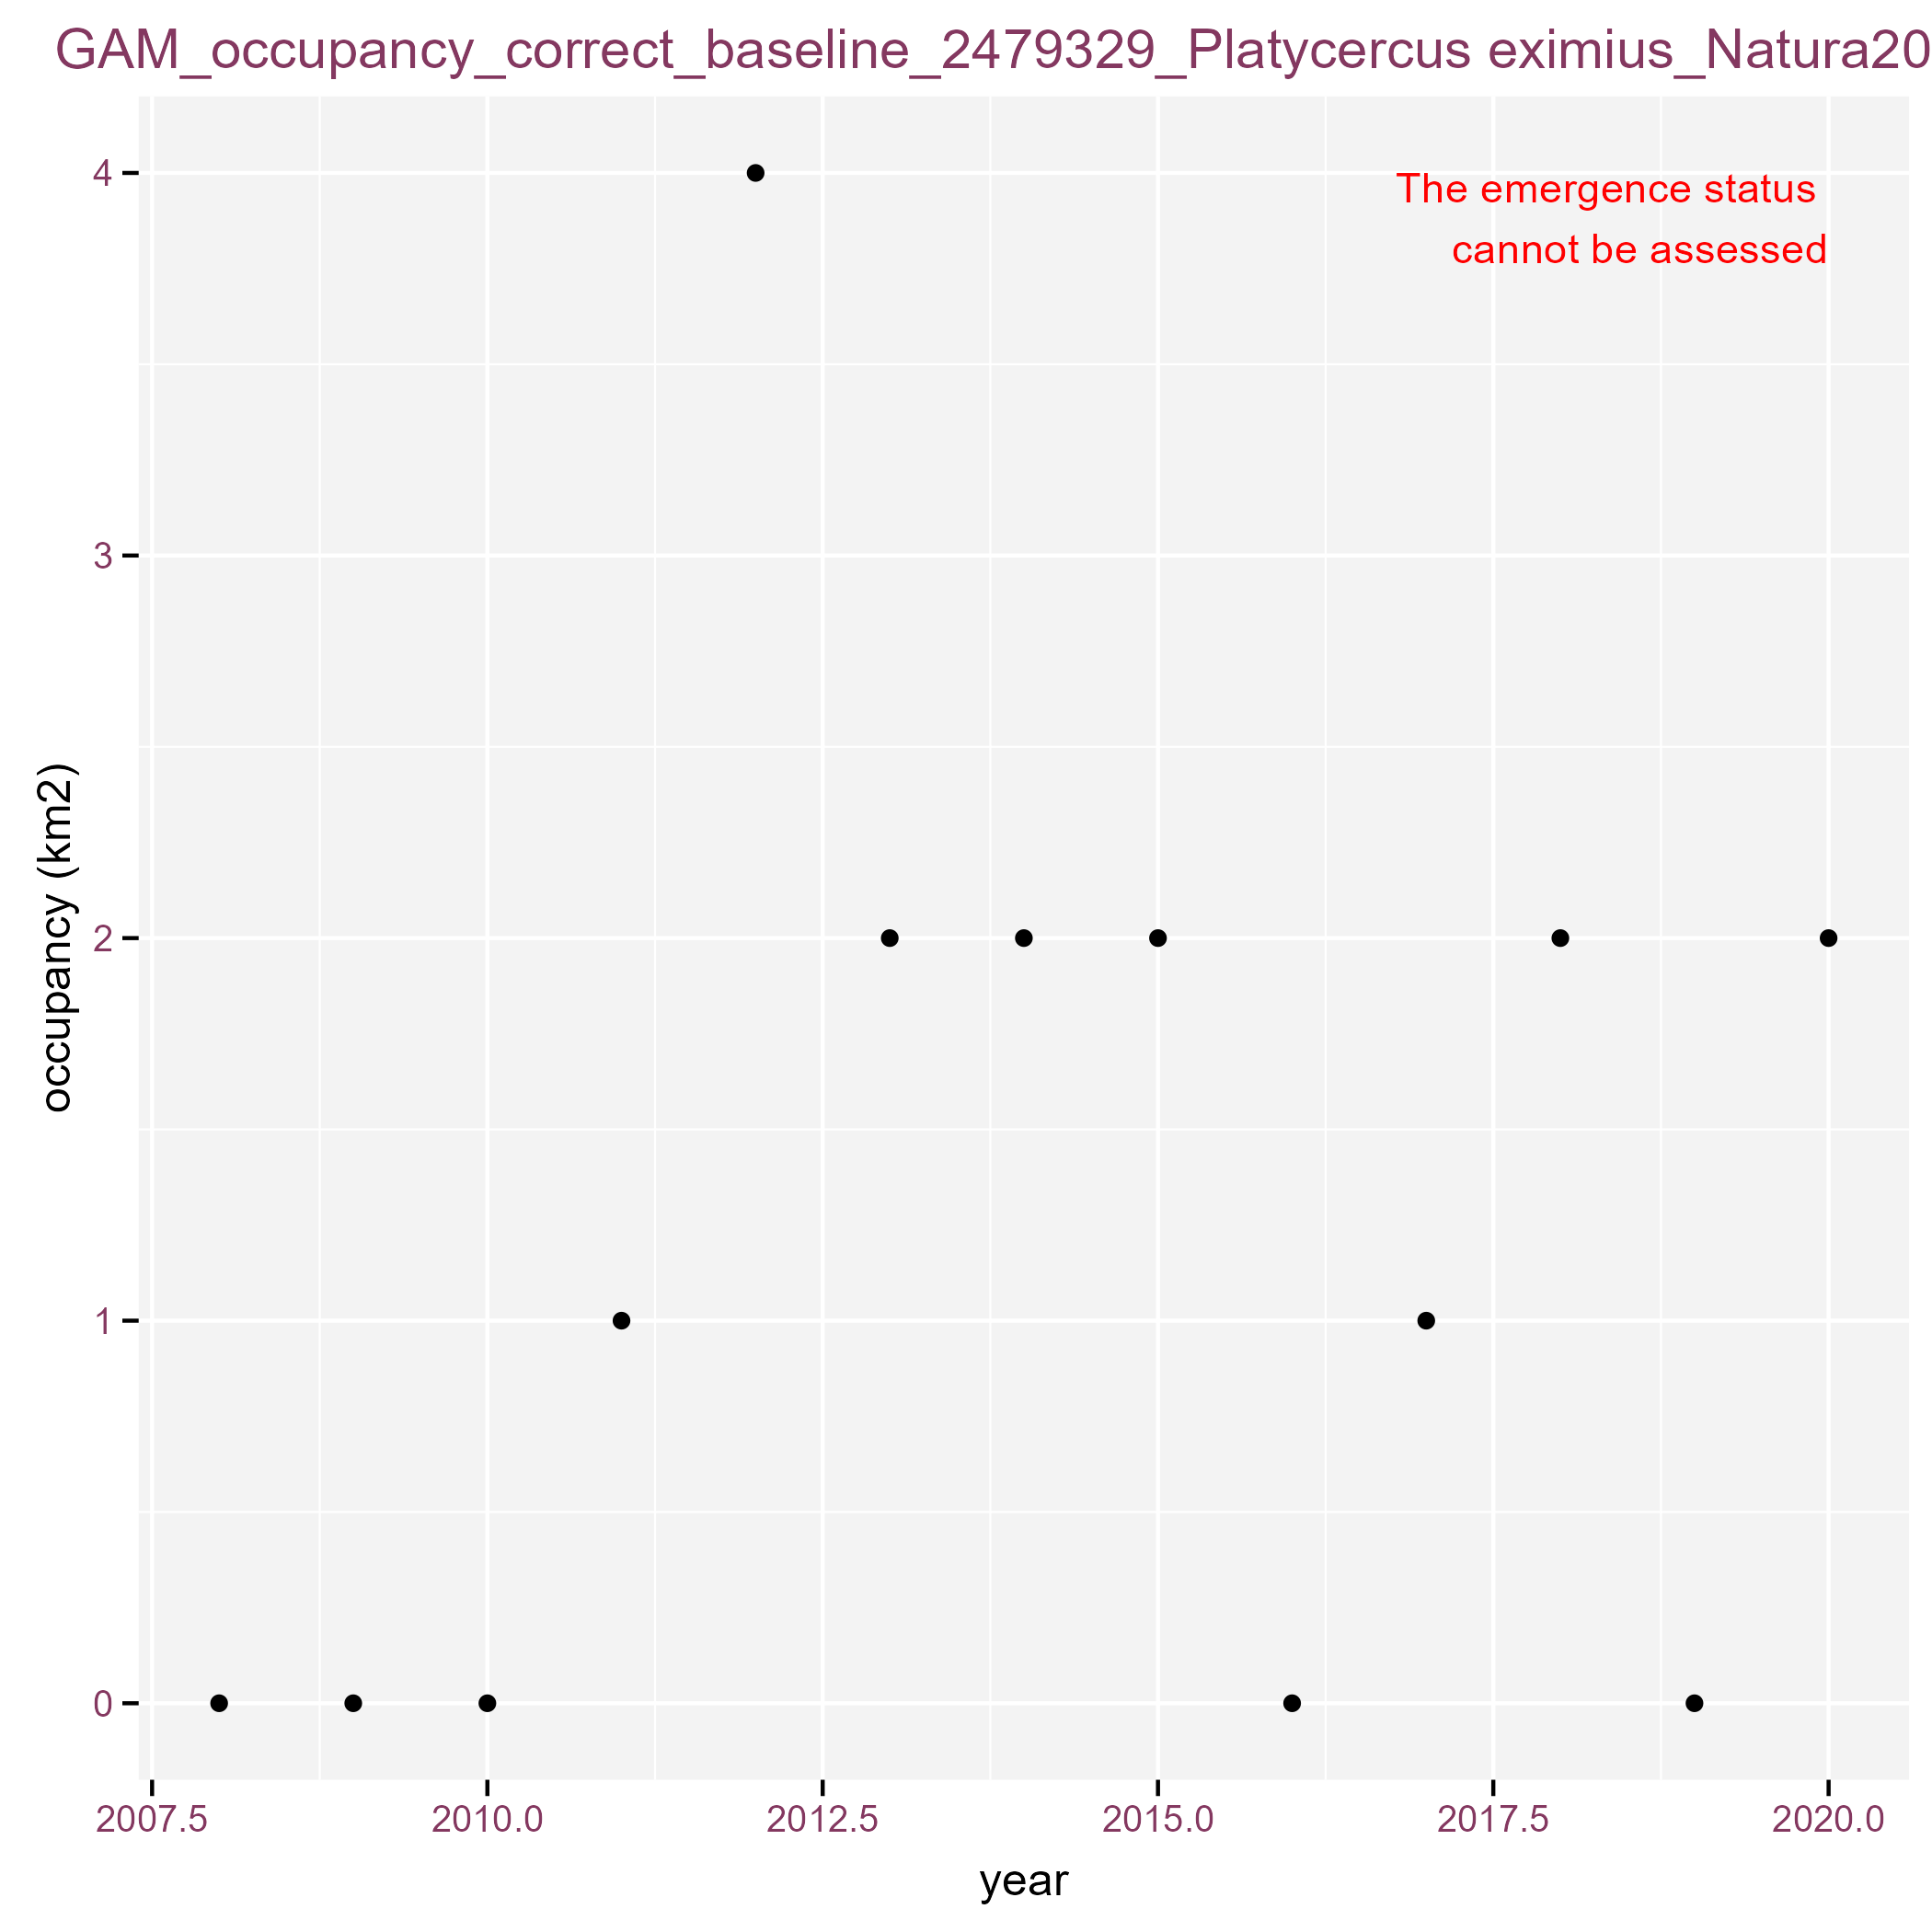 GAM_occupancy_correct_baseline_2479329_Platycercus eximius_Natura20
The emergence status
cannot be assessed
4
3
2
1
0
occupancy (km2)
2007.5 2010.0 2012.5 2015.0 2017.5 2020.0
year